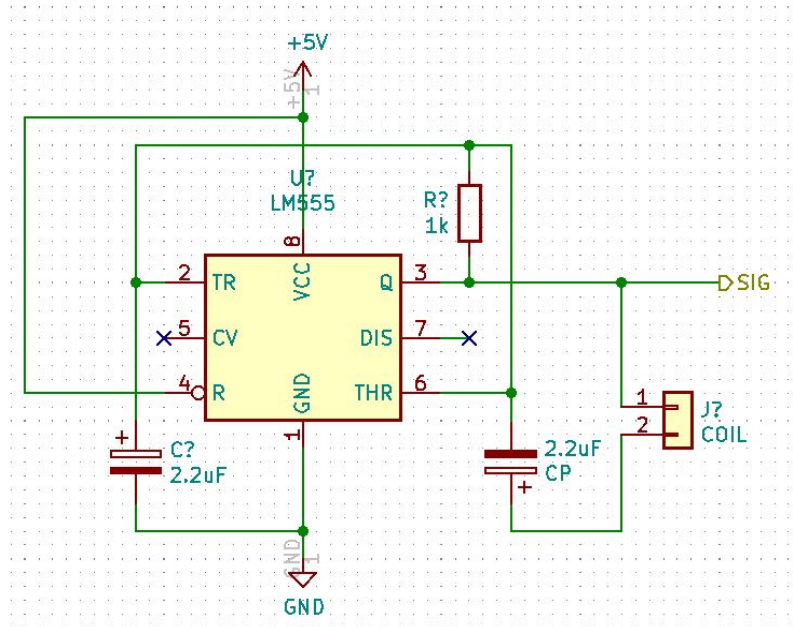 +5V
+5V
1
U?
LM555
8
R?
1k
2
TR
VCC
Q
3
SIG
5
CV
DIS
7
4
R
GND
THR
6
1
1
2
J?
COIL
+
C?
2.2uF
2.2uF
CP
+
GND
1
GND